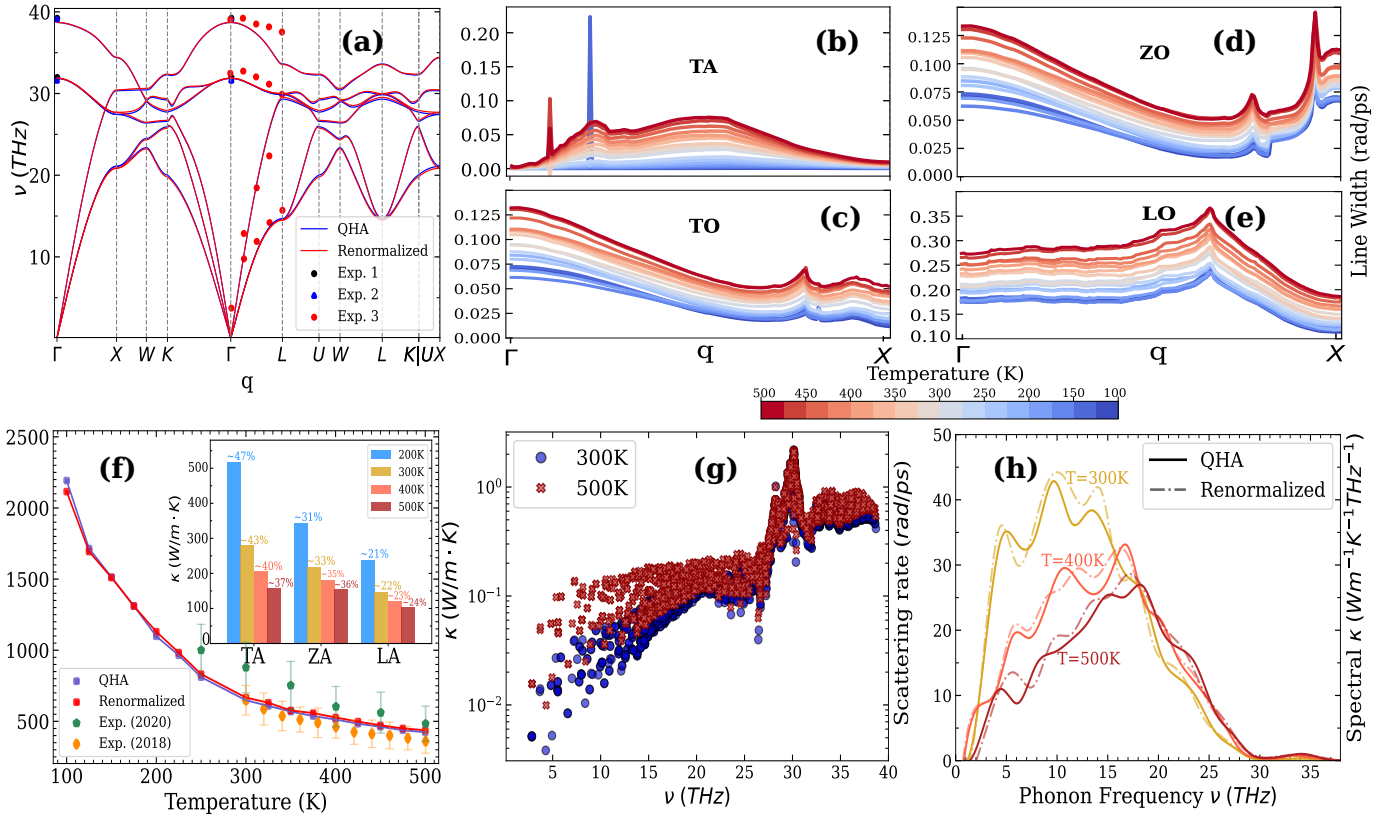 (a)
40
30
20
10
ν (THz)
QHA
Renormalized
Exp. 1
Exp. 2
Exp. 3
Γ X W K Γ L U W L K|UX
q
(b)
TA
0.20
0.15
0.10
0.05
0.00
(c)
TO
0.125
0.100
0.075
0.050
0.025
0.000
Γ q X
(d)
ZO
0.125
0.100
0.075
0.050
0.025
0.000
(e)
LO
0.35
0.30
0.25
0.20
0.15
0.10
Γ q X
Line Width (rad/ps)
Temperature (K)
500 450 400 350 300 250 200 150 100
(f)
2500
2000
1500
1000
500
κ (W/m · K)
QHA
Renormalized
Exp. (2020)
Exp. (2018)
100 200 300 400 500
Temperature (K)
500
400
300
200
100
0
κ (W/m · K)
200K
300K
400K
500K
~47%
~43%
~40%
~37%
~31%
~33%
~35%
~36%
~21%
~22%
~23%
~24%
TA ZA LA
(g)
300K
500K
10⁰
10⁻¹
10⁻²
Scattering rate (rad/ps)
5 10 15 20 25 30 35 40
ν (THz)
(h)
QHA
Renormalized
T=300K
T=400K
T=500K
50
40
30
20
10
0
Spectral κ (Wm⁻¹K⁻¹THz⁻¹)
0 5 10 15 20 25 30 35
Phonon Frequency ν (THz)